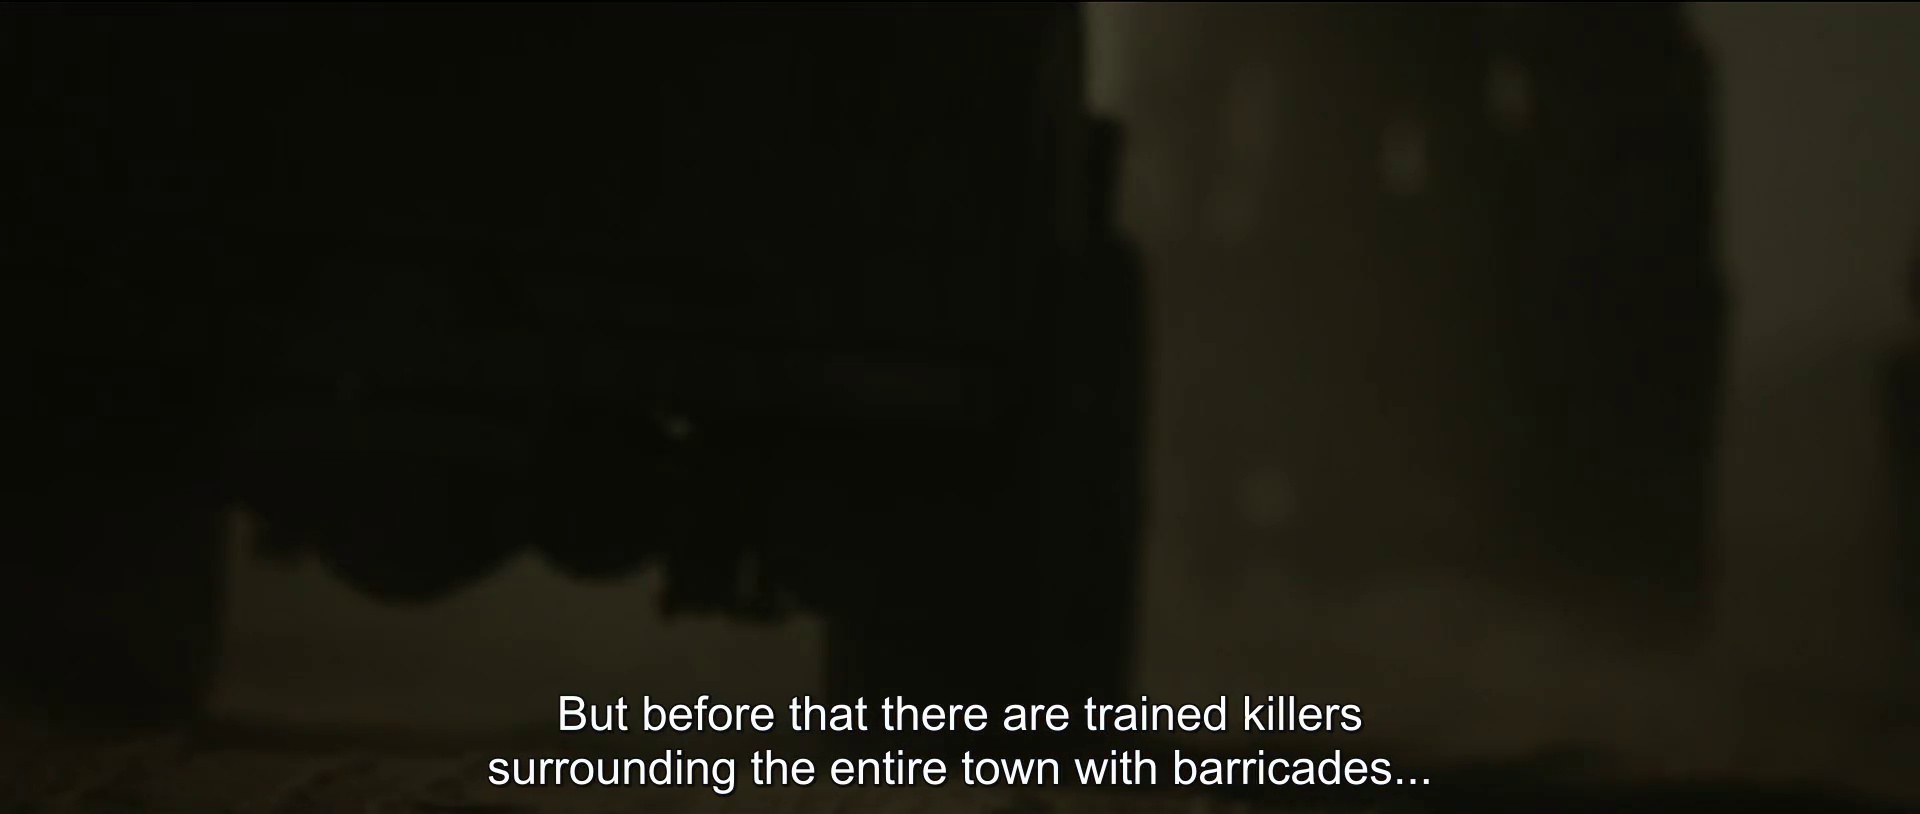 But before that there are trained killers
surrounding the entire town with barricades...